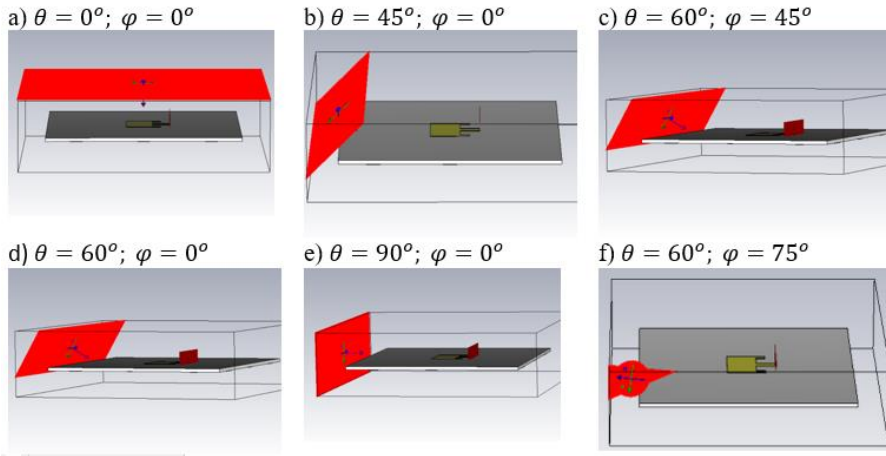 a) θ = 0°; φ = 0°
b) θ = 45°; φ = 0°
c) θ = 60°; φ = 45°
d) θ = 60°; φ = 0°
e) θ = 90°; φ = 0°
f) θ = 60°; φ = 75°